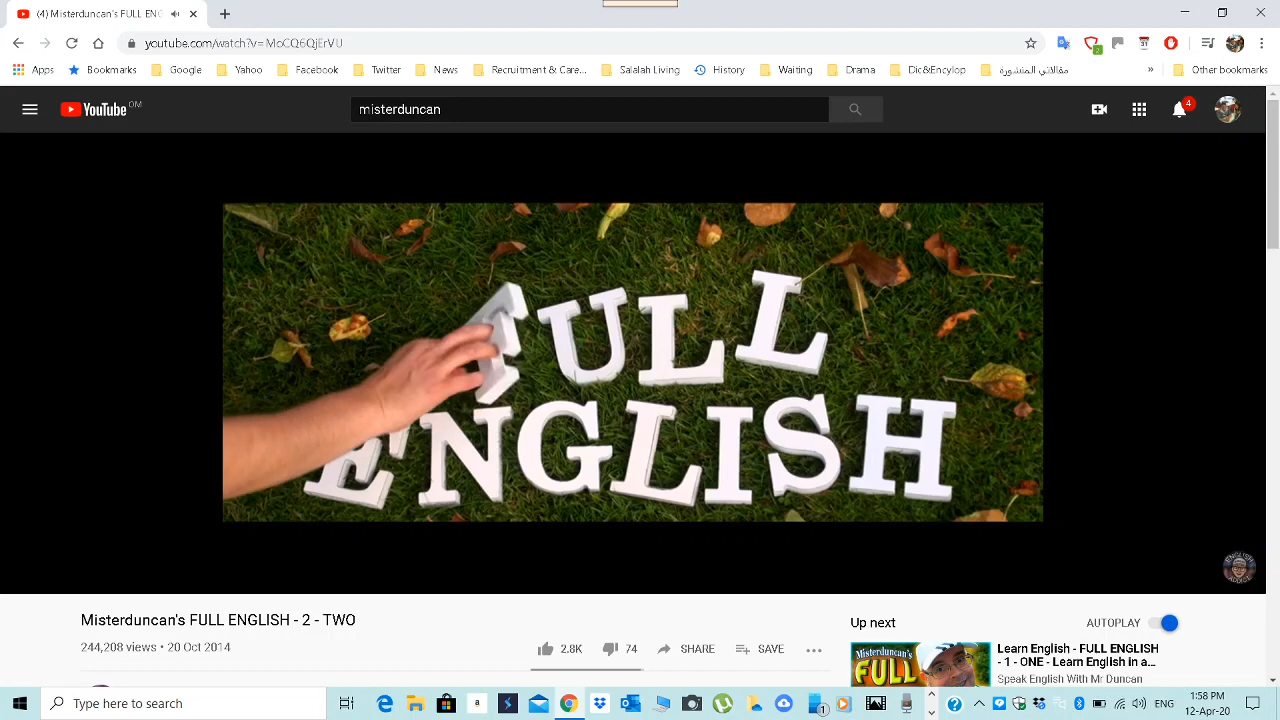 (4) Misterduncan's FULL ENG
youtube.com/watch?v=MoCQ6QjErVU
Apps
Bookmarks
Google
Yahoo
Facebook
Twitter
News
Recruitment & Care...
Salalah Living
History
Waiting
Drama
Dic&Encylop
مقالاتي المنشورة
»
Other bookmarks
YouTube OM
misterduncan
4
FULL
ENGLISH
ENGLISH
ADDICT
Misterduncan's FULL ENGLISH - 2 - TWO
244,208 views • 20 Oct 2014
2.8K
74
SHARE
SAVE
Up next
AUTOPLAY
Misterduncan's
FULL
Learn English - FULL ENGLISH
- 1 - ONE - Learn English in a...
Speak English With Mr Duncan
Type here to search
ENG
1:58 PM
12-Apr-20